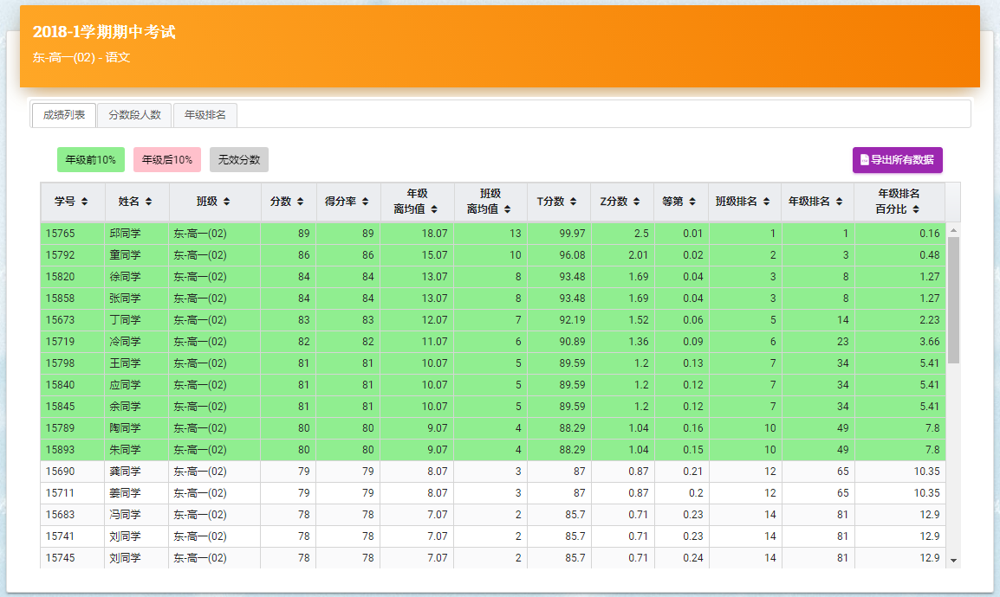 2018-1学期期中考试
东-高一(02) - 语文
成绩列表 分数段人数 年级排名
年级前10% 年级后10% 无效分数 导出所有数据
学号 姓名 班级 分数 得分率 年级离均值 班级离均值 T分数 Z分数 等第 班级排名 年级排名 年级排名百分比
15765 邱同学 东-高一(02) 89 89 18.07 13 99.97 2.5 0.01 1 1 0.16
15792 童同学 东-高一(02) 86 86 15.07 10 96.08 2.01 0.02 2 3 0.48
15820 徐同学 东-高一(02) 84 84 13.07 8 93.48 1.69 0.04 3 8 1.27
15858 张同学 东-高一(02) 84 84 13.07 8 93.48 1.69 0.04 3 8 1.27
15673 丁同学 东-高一(02) 83 83 12.07 7 92.19 1.52 0.06 5 14 2.23
15719 冷同学 东-高一(02) 82 82 11.07 6 90.89 1.36 0.09 6 23 3.66
15798 王同学 东-高一(02) 81 81 10.07 5 89.59 1.2 0.13 7 34 5.41
15840 应同学 东-高一(02) 81 81 10.07 5 89.59 1.2 0.12 7 34 5.41
15845 余同学 东-高一(02) 81 81 10.07 5 89.59 1.2 0.12 7 34 5.41
15789 陶同学 东-高一(02) 80 80 9.07 4 88.29 1.04 0.16 10 49 7.8
15893 朱同学 东-高一(02) 80 80 9.07 4 88.29 1.04 0.15 10 49 7.8
15690 龚同学 东-高一(02) 79 79 8.07 3 87 0.87 0.21 12 65 10.35
15711 姜同学 东-高一(02) 79 79 8.07 3 87 0.87 0.2 12 65 10.35
15683 冯同学 东-高一(02) 78 78 7.07 2 85.7 0.71 0.23 14 81 12.9
15741 刘同学 东-高一(02) 78 78 7.07 2 85.7 0.71 0.23 14 81 12.9
15745 刘同学 东-高一(02) 78 78 7.07 2 85.7 0.71 0.24 14 81 12.9